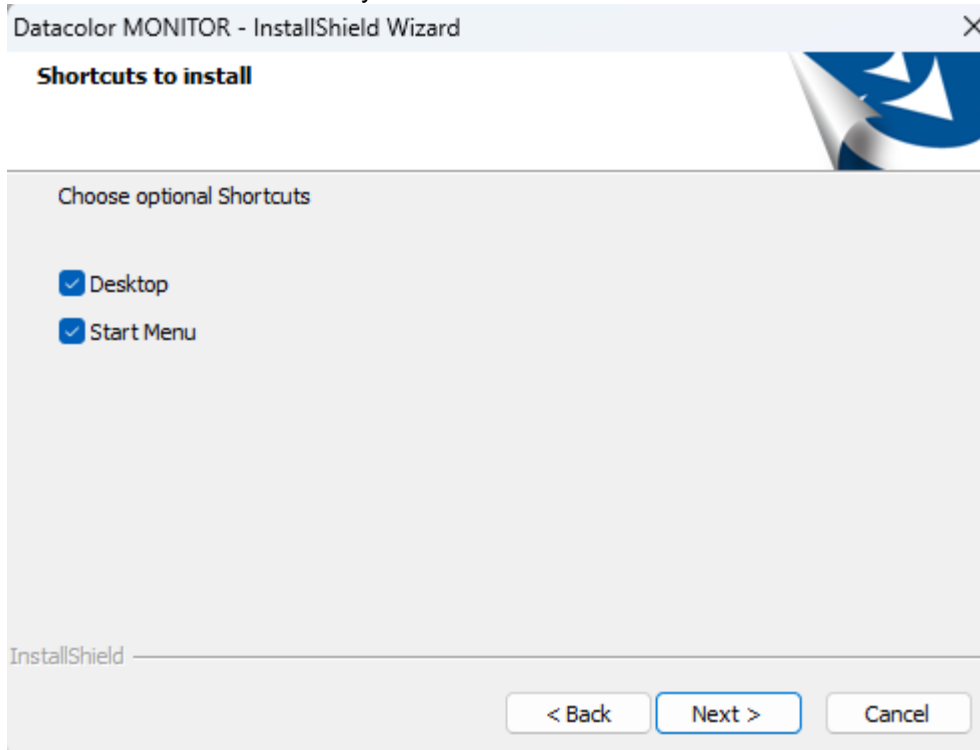 Datacolor MONITOR - InstallShield Wizard
Shortcuts to install
Choose optional Shortcuts
Desktop
Start Menu
InstallShield
< Back
Next >
Cancel